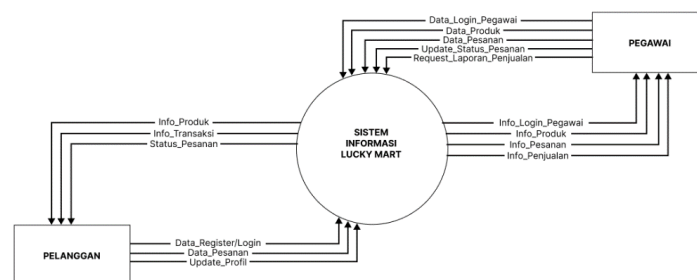 Data_Login_Pegawai
Data_Produk
Data_Pesanan
Update_Status_Pesanan
Request_Laporan_Penjualan
PEGAWAI
Info_Produk
Info_Transaksi
Status_Pesanan
SISTEM
INFORMASI
LUCKY MART
Info_Login_Pegawai
Info_Produk
Info_Pesanan
Info_Penjualan
PELANGGAN
Data_Register/Login
Data_Pesanan
Update_Profil